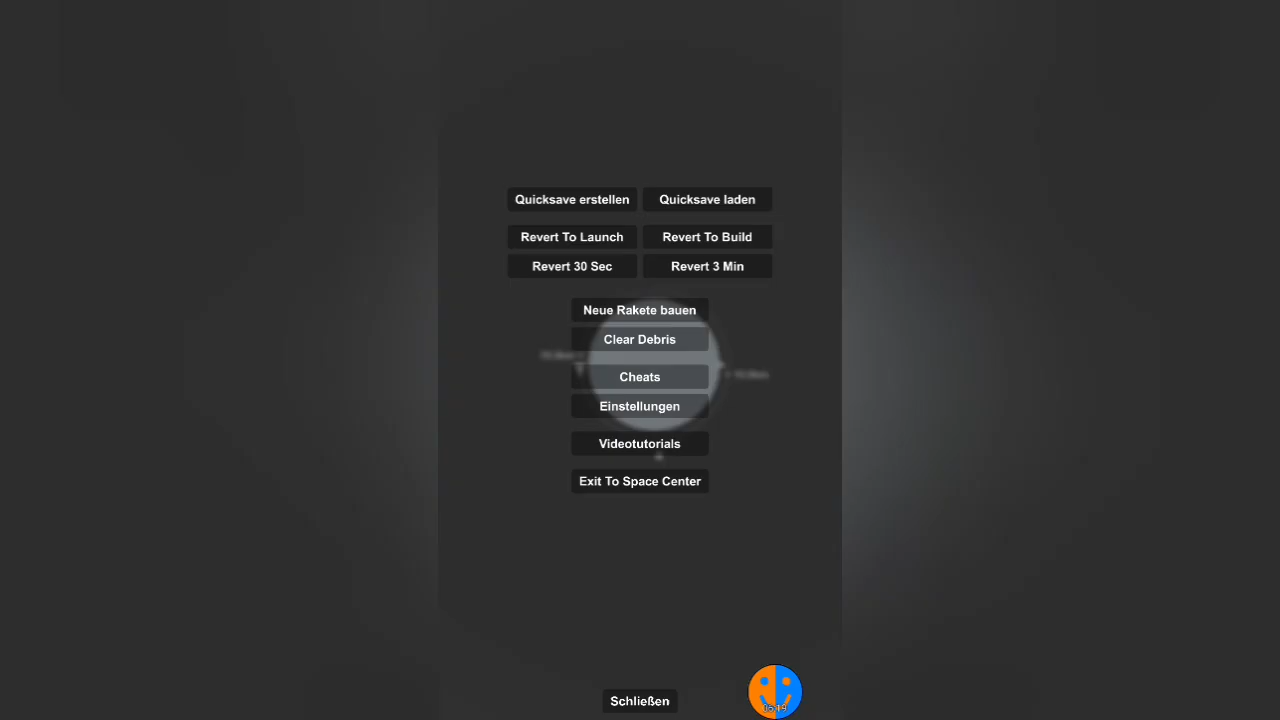 Quicksave erstellen Quicksave laden
Revert To Launch Revert To Build
Revert 30 Sec Revert 3 Min
Neue Rakete bauen
Clear Debris
Cheats
Einstellungen
Videotutorials
Exit To Space Center
Schließen